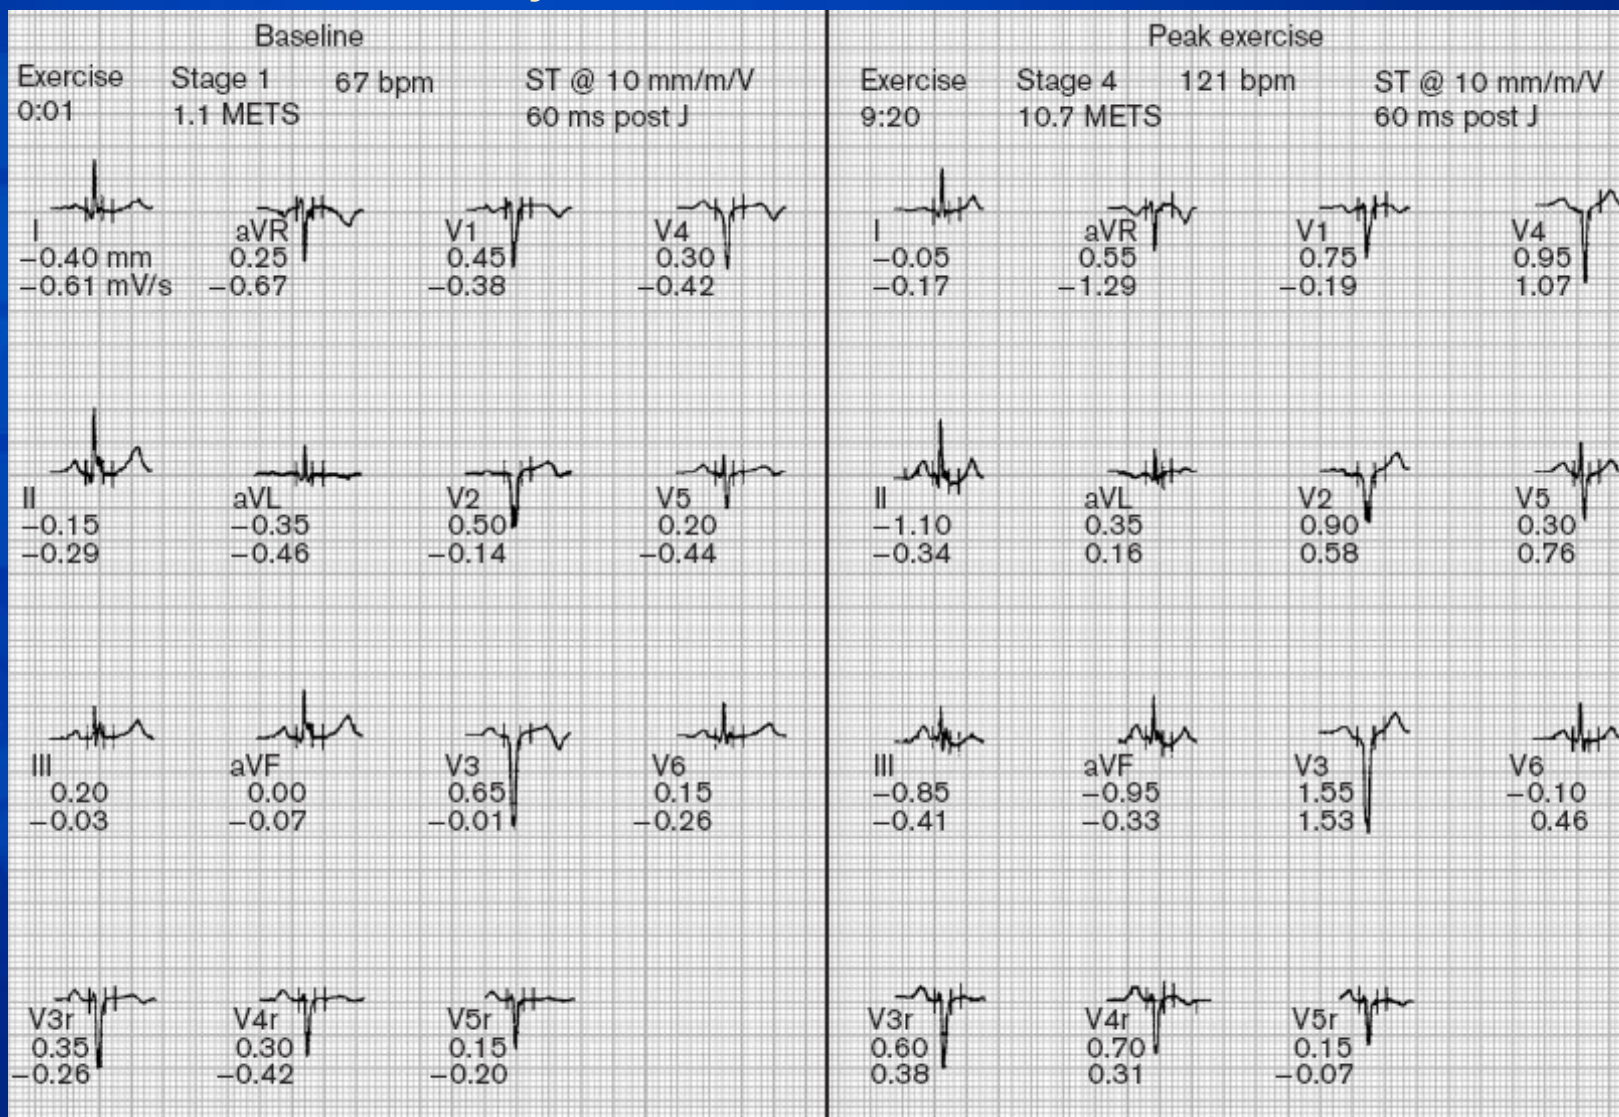 Baseline
Exercise Stage 1 67 bpm ST @ 10 mm/m/V
0:01 1.1 METS 60 ms post J
I aVR V1 V4
−0.40 mm 0.25 0.45 0.30
−0.61 mV/s −0.67 −0.38 −0.42
II aVL V2 V5
−0.15 −0.35 0.50 0.20
−0.29 −0.46 −0.14 −0.44
III aVF V3 V6
0.20 0.00 0.65 0.15
−0.03 −0.07 −0.01 −0.26
V3r V4r V5r
0.35 0.30 0.15
−0.26 −0.42 −0.20
Peak exercise
Exercise Stage 4 121 bpm ST @ 10 mm/m/V
9:20 10.7 METS 60 ms post J
I aVR V1 V4
−0.05 0.55 0.75 0.95
−0.17 −1.29 −0.19 1.07
II aVL V2 V5
−1.10 0.35 0.90 0.30
−0.34 0.16 0.58 0.76
III aVF V3 V6
−0.85 −0.95 1.55 −0.10
−0.41 −0.33 1.53 0.46
V3r V4r V5r
0.60 0.70 0.15
0.38 0.31 −0.07